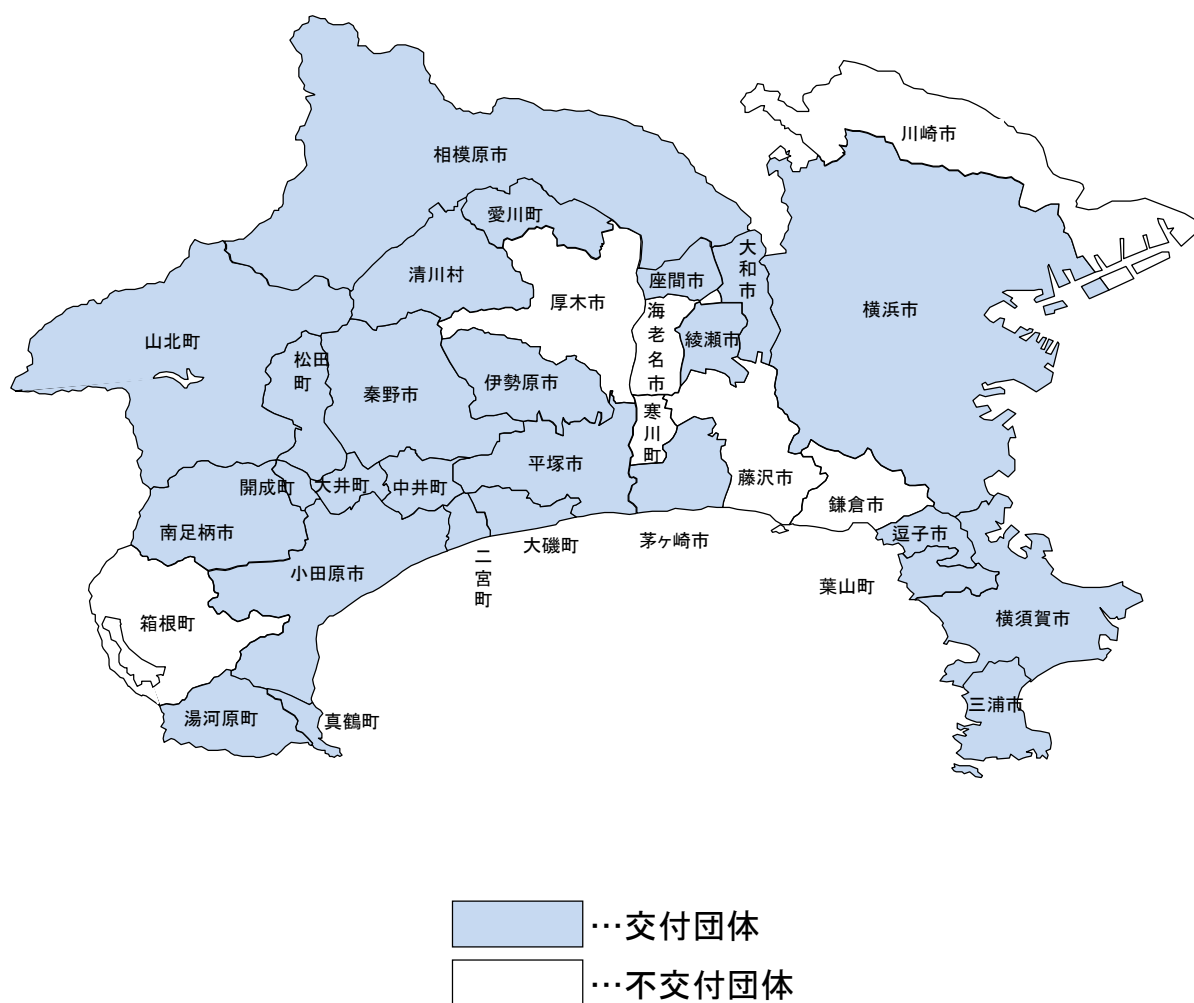 川崎市
相模原市
愛川町
大和市
清川村
座間市
厚木市
横浜市
海老名市
綾瀬市
山北町
松田町
秦野市
伊勢原市
寒川町
平塚市
藤沢市
開成町
大井町
中井町
鎌倉市
南足柄市
逗子市
小田原市
二宮町
大磯町
茅ヶ崎市
葉山町
箱根町
横須賀市
三浦市
湯河原町
真鶴町
…交付団体
…不交付団体